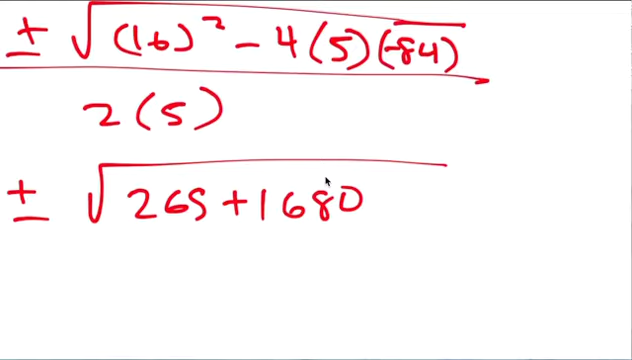 ± √(16)² - 4(5)(-84)
2(5)
± √265+1680